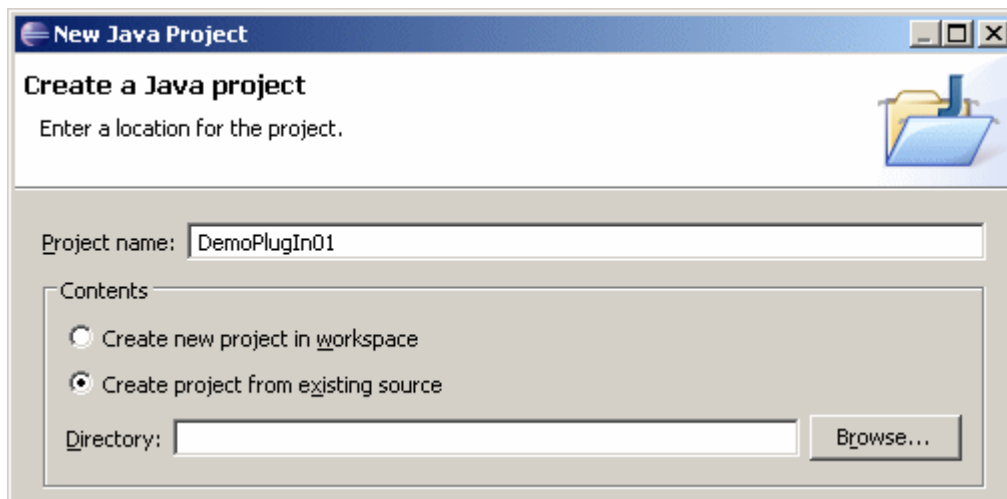 New Java Project
Create a Java project
Enter a location for the project.
Project name: DemoPlugIn01
Contents
Create new project in workspace
Create project from existing source
Directory: Browse...